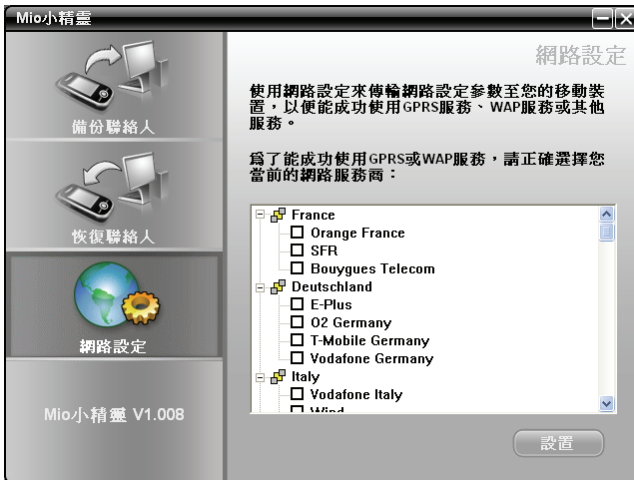 Mio小精靈
備份聯絡人
恢復聯絡人
網路設定
Mio小精靈 V1.008
網路設定
使用網路設定來傳輸網路設定參數至您的移動裝
置，以便能成功使用GPRS服務、WAP服務或其他
服務。
為了能成功使用GPRS或WAP服務，請正確選擇您
當前的網路服務商：
France
Orange France
SFR
Bouygues Telecom
Deutschland
E-Plus
O2 Germany
T-Mobile Germany
Vodafone Germany
Italy
Vodafone Italy
Wind
設置